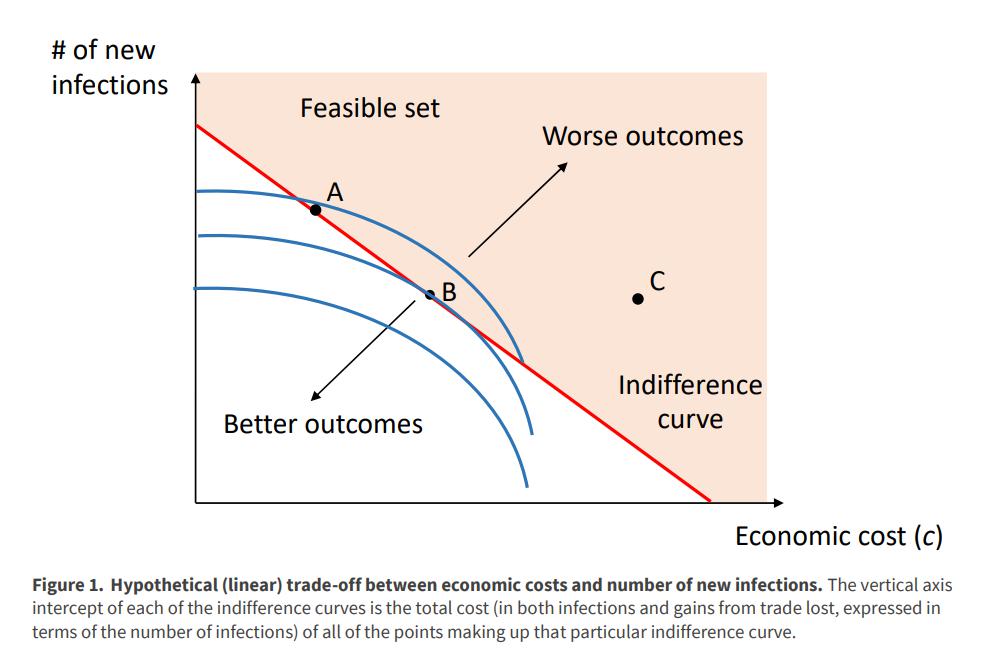 # of new
infections
Feasible set
Worse outcomes
A
B
C
Indifference
curve
Better outcomes
Economic cost (c)
Figure 1. Hypothetical (linear) trade-off between economic costs and number of new infections. The vertical axis
intercept of each of the indifference curves is the total cost (in both infections and gains from trade lost, expressed in
terms of the number of infections) of all of the points making up that particular indifference curve.